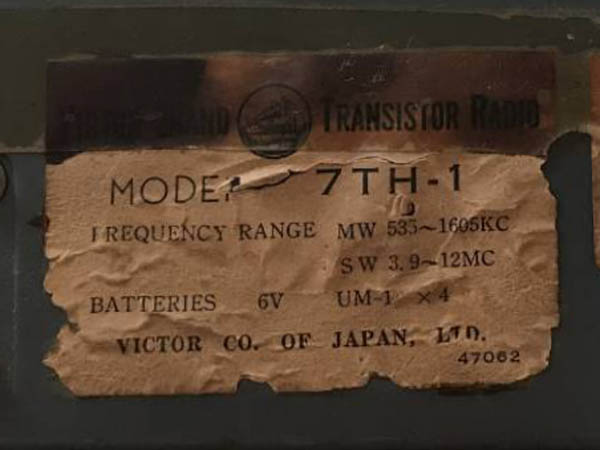 TRANSISTOR RADIO
MODEL 7TH-1
FREQUENCY RANGE MW 535~1605KC
SW 3.9~12MC
BATTERIES 6V UM-1 ×4
VICTOR CO. OF JAPAN, LTD.
47062